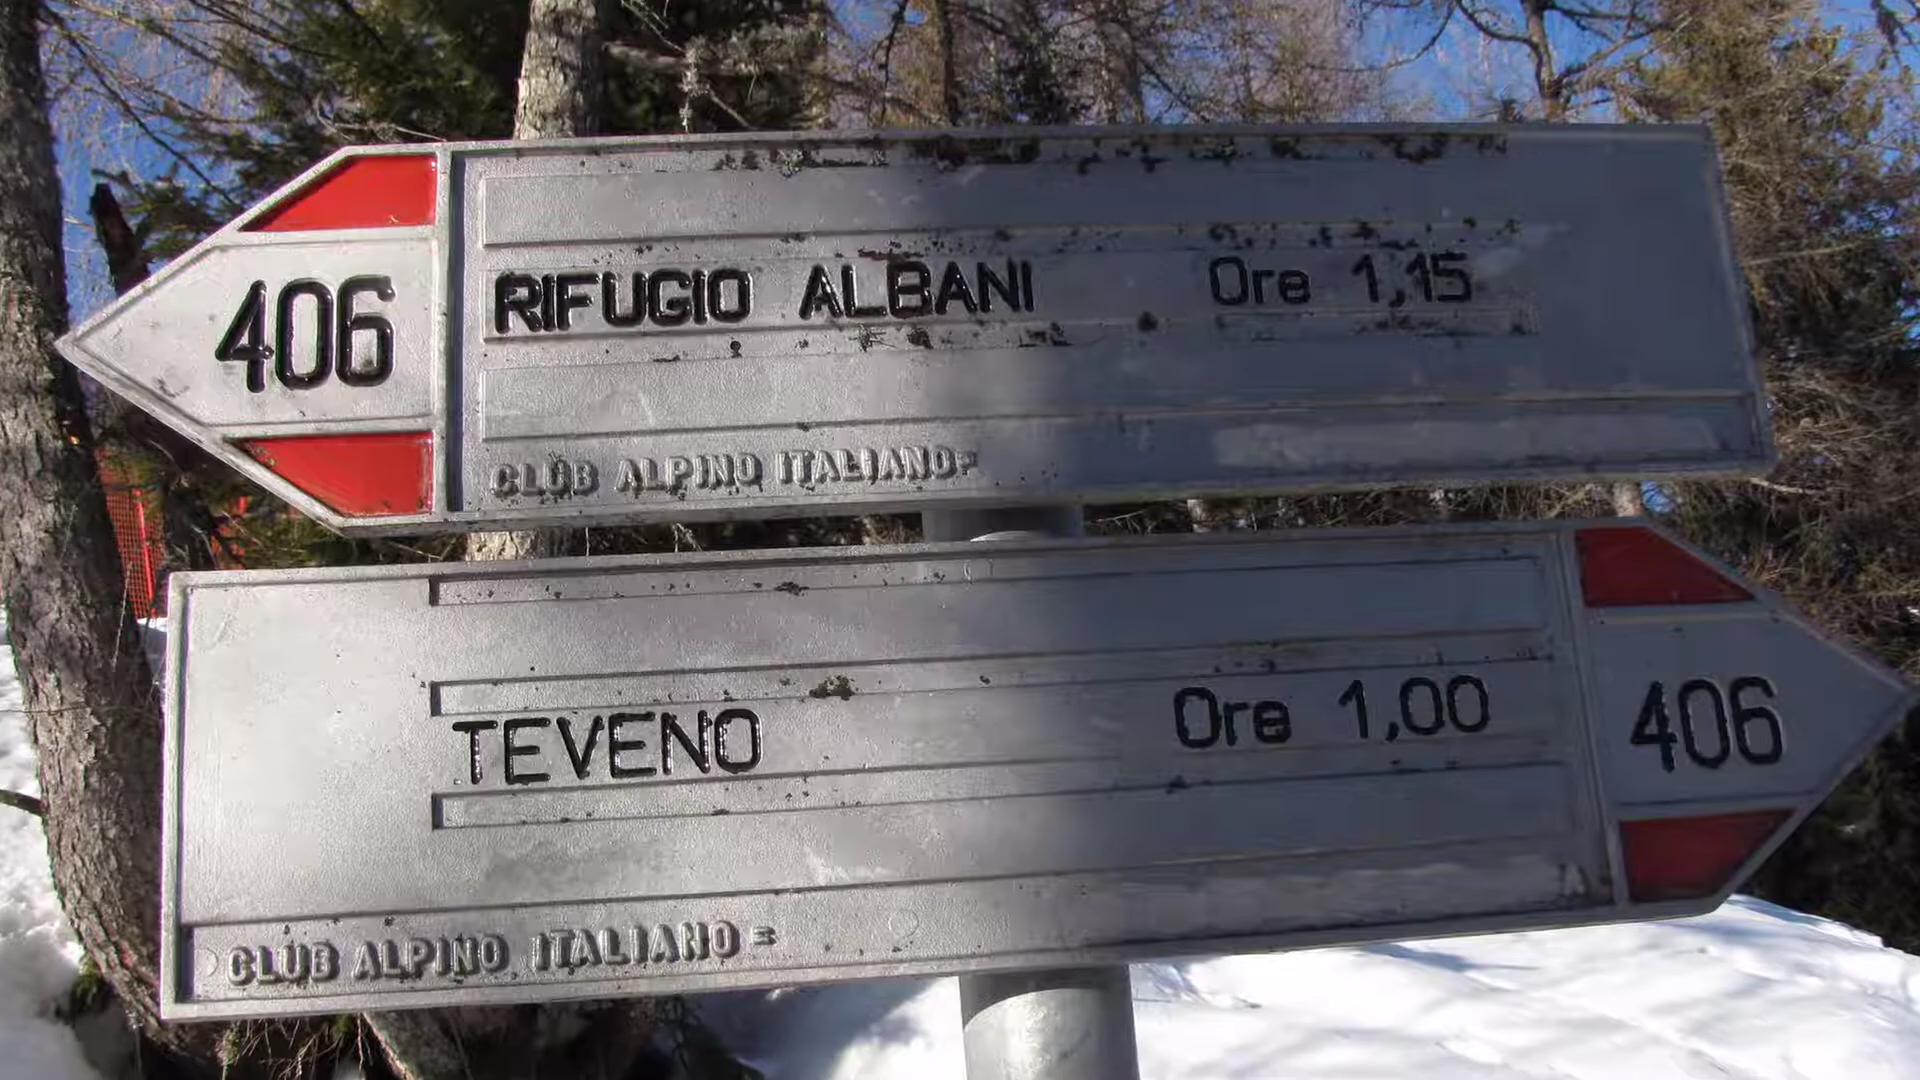 406 RIFUGIO ALBANI Ore 1,15
CLUB ALPINO ITALIANO=
TEVENO Ore 1,00 406
CLUB ALPINO ITALIANO =